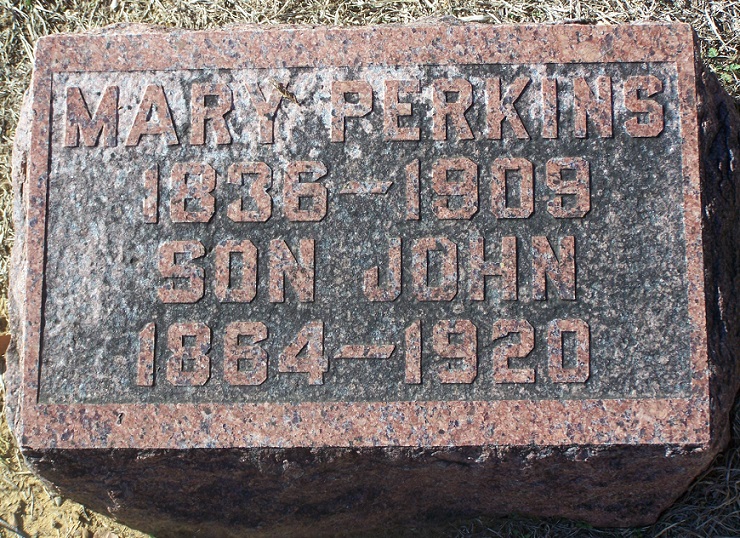 MARY PERKINS
1836-1909
SON JOHN
1864-1920